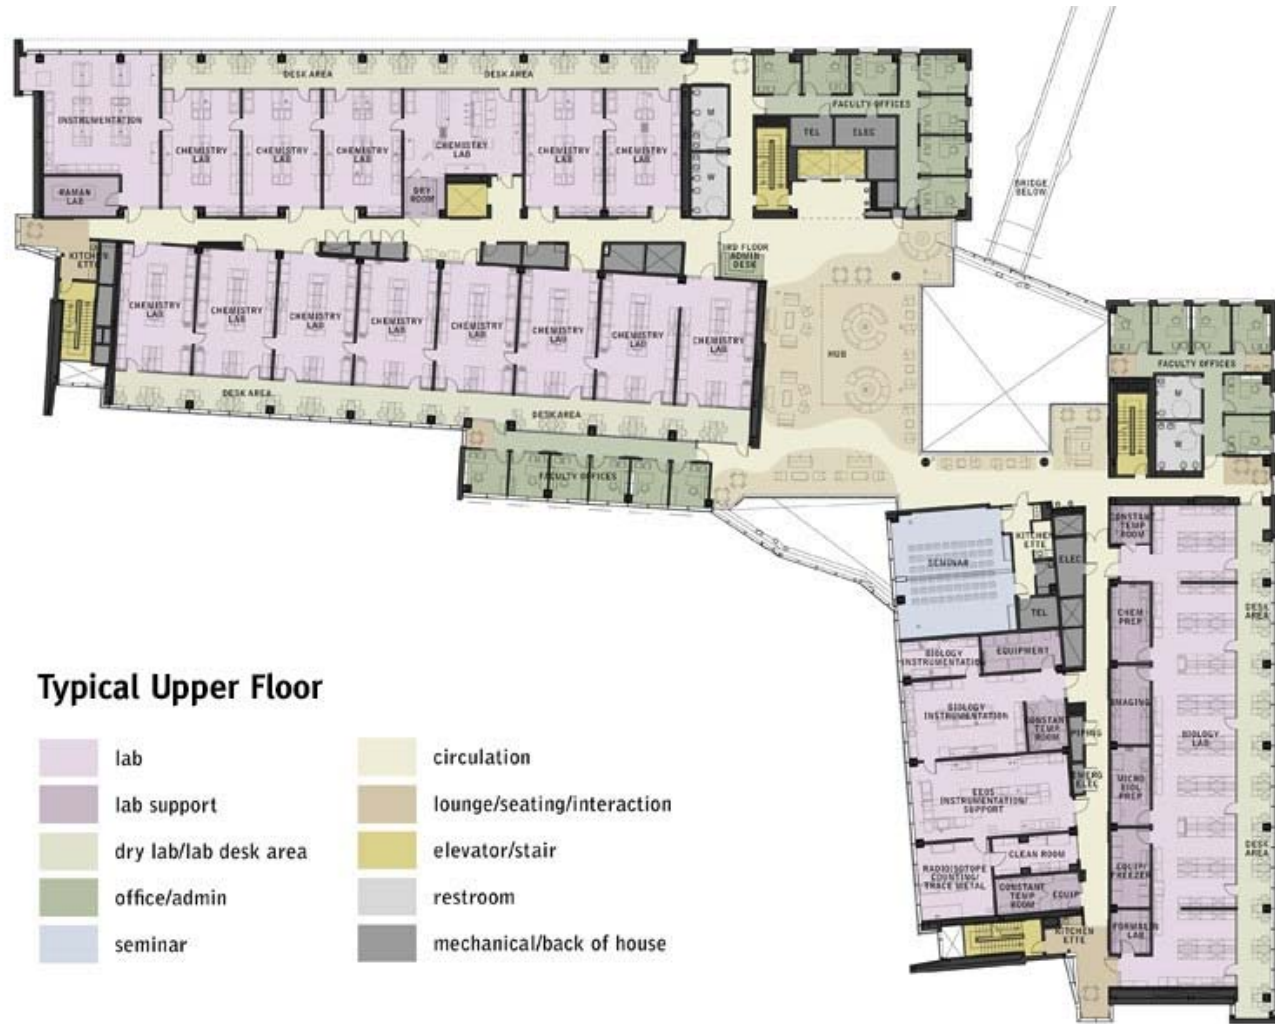 DESK AREA
DESK AREA
FACULTY OFFICES
INSTRUMENTATION
M
TEL
ELEC
CHEMISTRY
LAB
CHEMISTRY
LAB
CHEMISTRY
LAB
CHEMISTRY
LAB
CHEMISTRY
LAB
CHEMISTRY
LAB
RAMAN
LAB
DRY
ROOM
W
BRIDGE
BELOW
KITCHEN
ETTE
3RD FLOOR
ADMIN
DESK
CHEMISTRY
LAB
CHEMISTRY
LAB
CHEMISTRY
LAB
CHEMISTRY
LAB
CHEMISTRY
LAB
CHEMISTRY
LAB
CHEMISTRY
LAB
CHEMISTRY
LAB
HUB
DESK AREA
DESK AREA
FACULTY OFFICES
FACULTY OFFICES
M
W
SEMINAR
KITCHEN
ETTE
ELEC
TEL
CONSTANT
TEMP
ROOM
CHEM
PREP
DESK
AREA
BIOLOGY
INSTRUMENTATION
EQUIPMENT
BIOLOGY
INSTRUMENTATION
CONSTANT
TEMP
ROOM
PIPING
IMAGING
BIOLOGY
LAB
EMERG
ELEC
MICRO
BIOL
PREP
EEOS
INSTRUMENTATION/
SUPPORT
CLEAN ROOM
RADIOISOTOPE
COUNTING/
TRACE METAL
CONSTANT
TEMP
ROOM
EQUIP
EQUIP/
FREEZER
DESK
AREA
FORMALIN
LAB
KITCHEN
ETTE
Typical Upper Floor
lab
lab support
dry lab/lab desk area
office/admin
seminar
circulation
lounge/seating/interaction
elevator/stair
restroom
mechanical/back of house